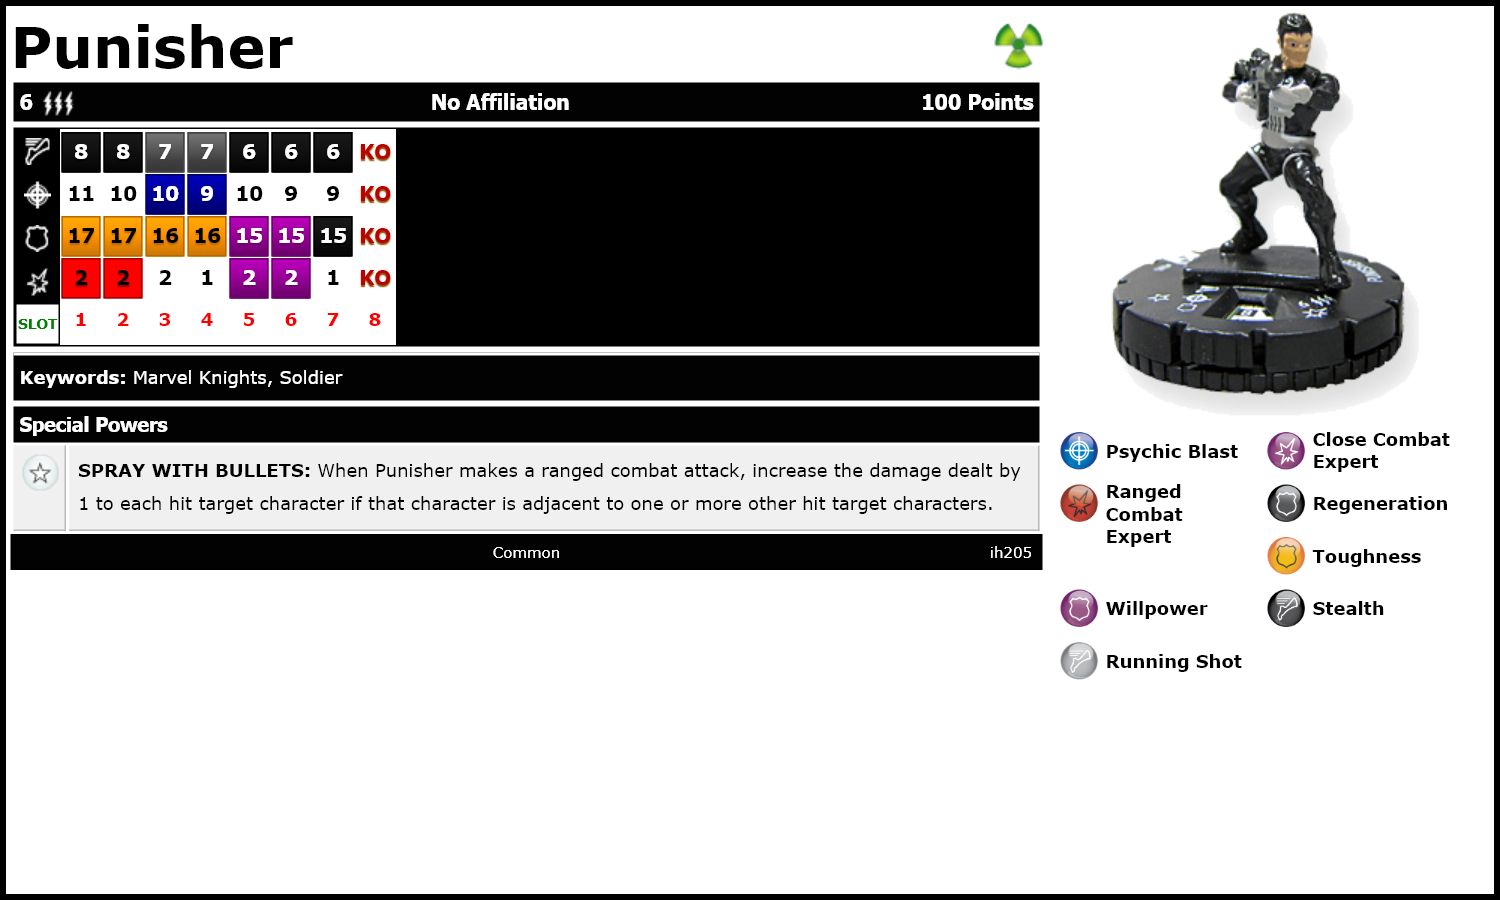 Punisher
6 No Affiliation 100 Points
8 8 7 7 6 6 6 KO
11 10 10 9 10 9 9 KO
17 17 16 16 15 15 15 KO
2 2 2 1 2 2 1 KO
SLOT 1 2 3 4 5 6 7 8
Keywords: Marvel Knights, Soldier
Special Powers
SPRAY WITH BULLETS: When Punisher makes a ranged combat attack, increase the damage dealt by
1 to each hit target character if that character is adjacent to one or more other hit target characters.
Common ih205
Psychic Blast
Close Combat
Expert
Ranged
Combat
Expert
Regeneration
Toughness
Willpower
Stealth
Running Shot